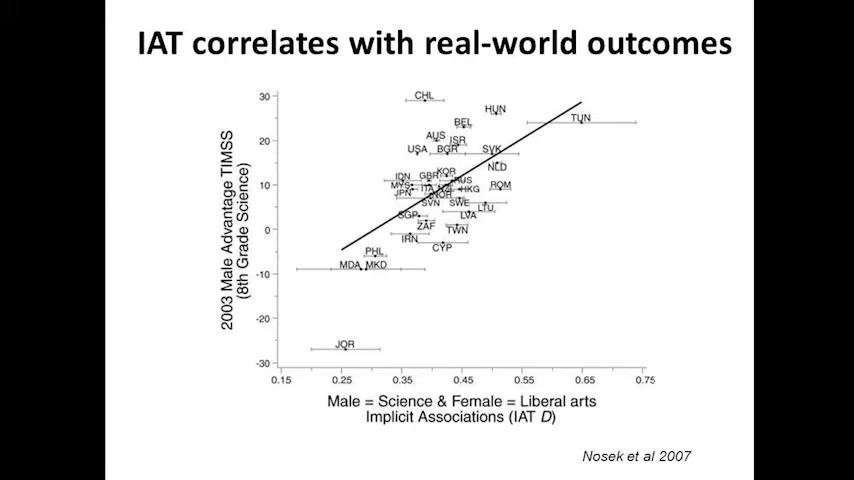 IAT correlates with real-world outcomes
2003 Male Advantage TIMSS
(8th Grade Science)
30
20
10
0
-10
-20
-30
CHL
HUN
BEL
TUN
AUS
ISR
USA
BGR
SVK
NLD
KOR
IDN
GBR
RUS
MYS
ITA
HKG
ROM
JPN
NOR
SVN
SWE
LTU
SGP
LVA
ZAF
TWN
IRN
CYP
PHL
MDA
MKD
JOR
0.15
0.25
0.35
0.45
0.55
0.65
0.75
Male = Science & Female = Liberal arts
Implicit Associations (IAT D)
Nosek et al 2007